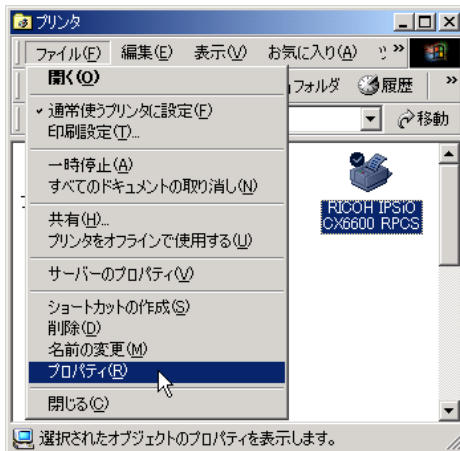 プリンタ
ファイル(F) 編集(E) 表示(V) お気に入り(A) »
開く(O)
フォルダ 履歴 »
通常使うプリンタに設定(F)
移動
印刷設定(T)...
一時停止(A)
すべてのドキュメントの取り消し(N)
RICOH IPSiO
CX6600 RPCS
共有(H)...
プリンタをオフラインで使用する(U)
サーバーのプロパティ(V)
ショートカットの作成(S)
削除(D)
名前の変更(M)
プロパティ(R)
閉じる(C)
選択されたオブジェクトのプロパティを表示します。